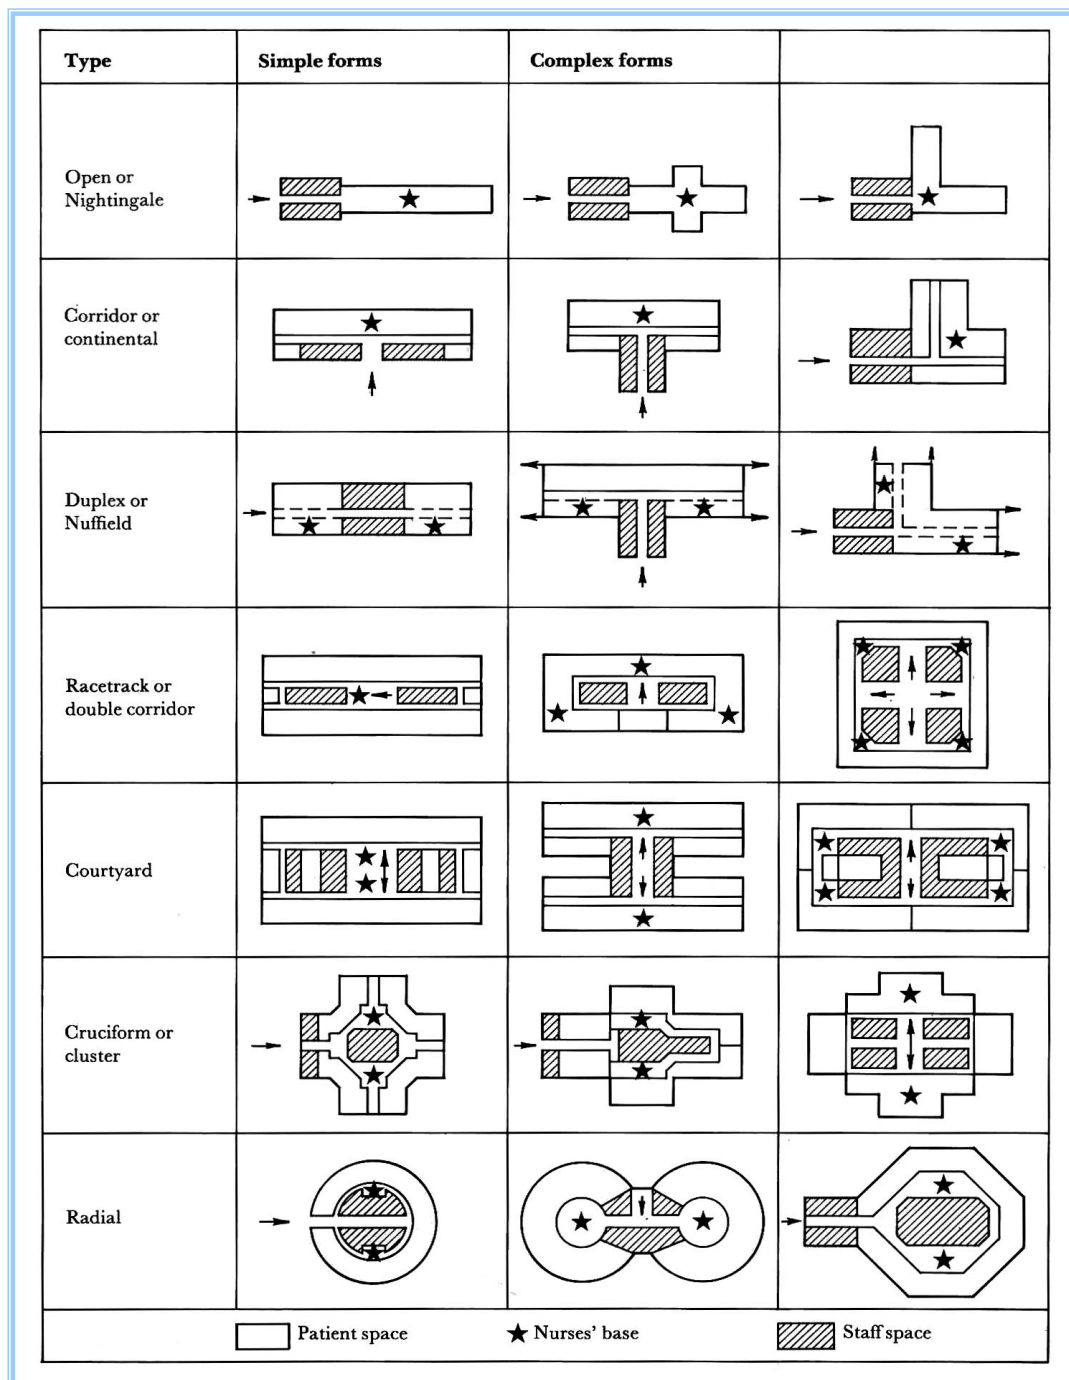 Type
Simple forms
Complex forms
Open or
Nightingale
Corridor or
continental
Duplex or
Nuffield
Racetrack or
double corridor
Courtyard
Cruciform or
cluster
Radial
Patient space
Nurses' base
Staff space